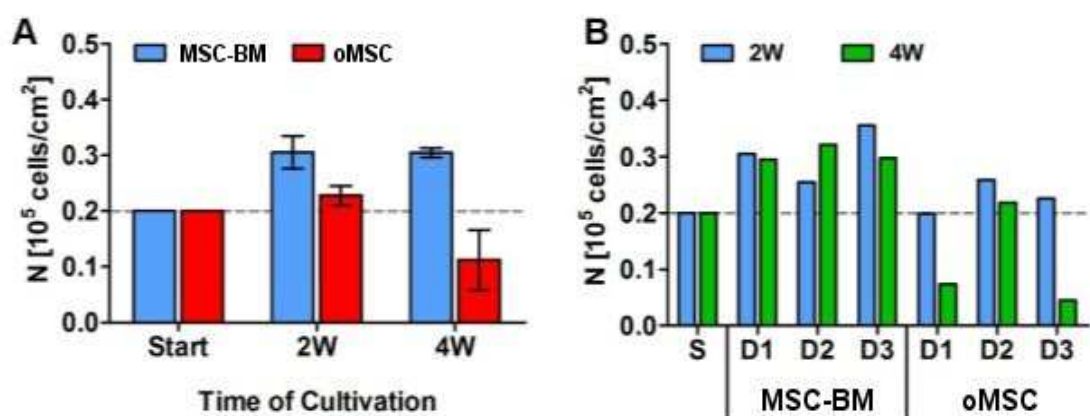 A
MSC-BM oMSC
N [10⁵ cells/cm²]
0.5
0.4
0.3
0.2
0.1
0.0
Start 2W 4W
Time of Cultivation
B
2W 4W
N [10⁵ cells/cm²]
0.5
0.4
0.3
0.2
0.1
0.0
S D1 D2 D3 D1 D2 D3
MSC-BM oMSC